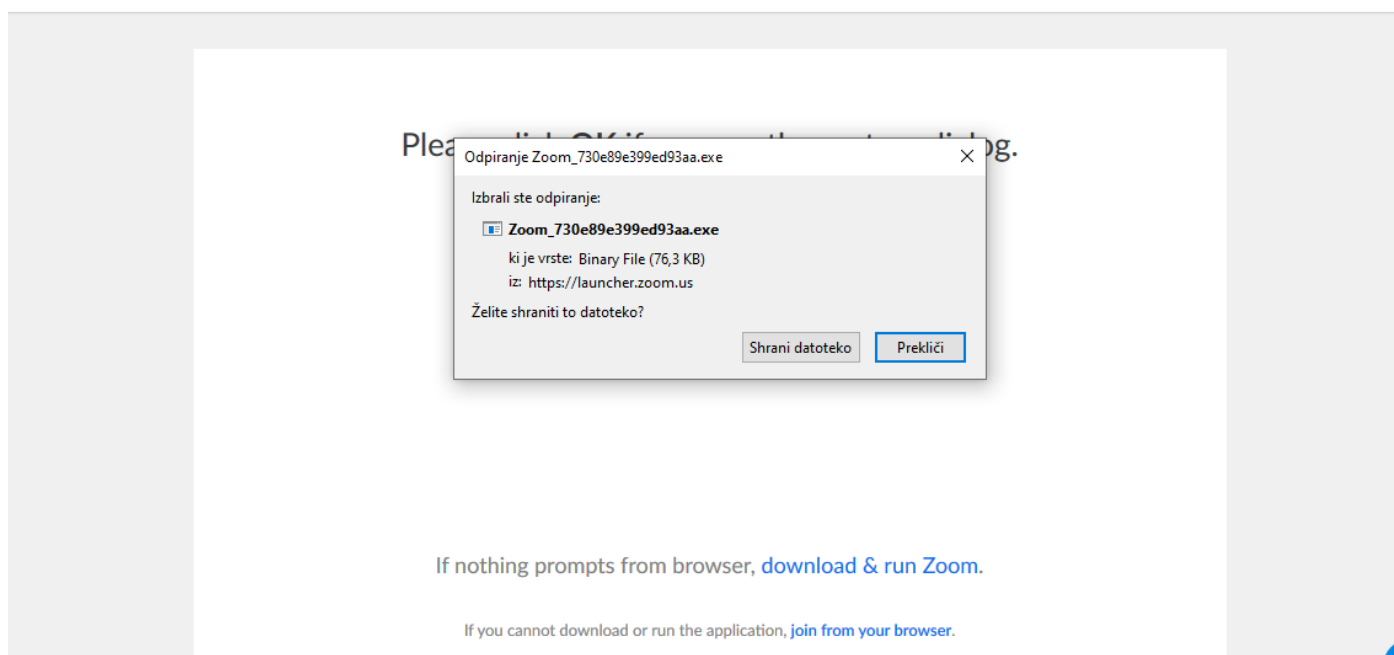 Plea og.
Odpiranje Zoom_730e89e399ed93aa.exe
Izbrali ste odpiranje:
Zoom_730e89e399ed93aa.exe
ki je vrste: Binary File (76,3 KB)
iz: https://launcher.zoom.us
Želite shraniti to datoteko?
Shrani datoteko Prekliči
If nothing prompts from browser, download & run Zoom.
If you cannot download or run the application, join from your browser.